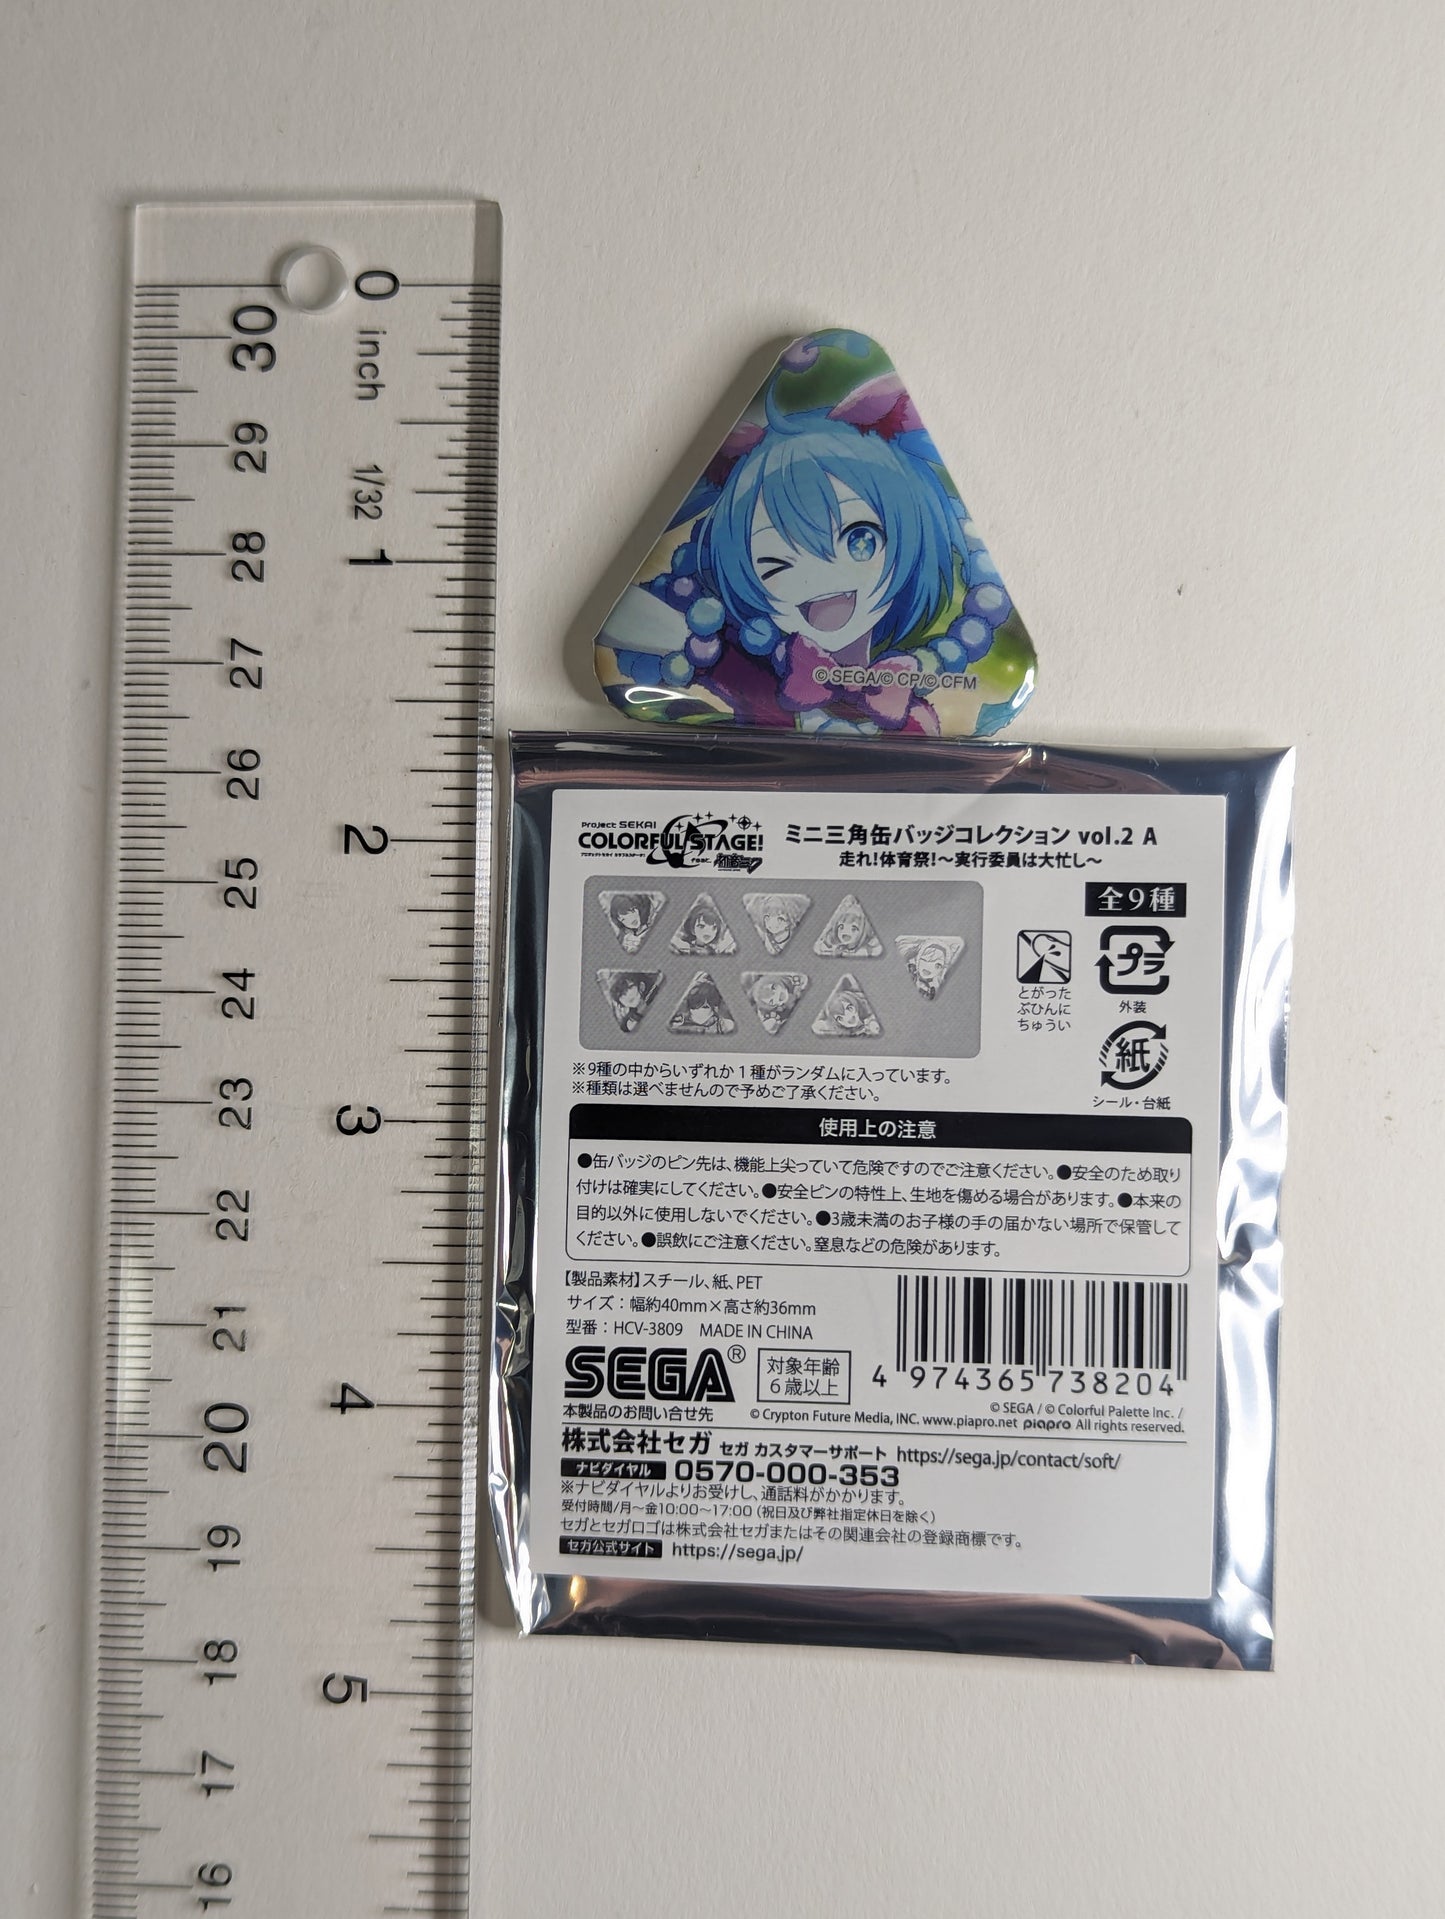 0
inch
1/32
1
2
3
4
5
30
29
28
27
26
25
24
23
22
21
20
19
18
17
16
© SEGA/© CP/© CFM
Project SEKAI
COLORFUL STAGE!
プロジェクトセカイ カラフルステージ!
feat. 初音ミク
ミニ三角缶バッジコレクション vol.2 A
走れ!体育祭!~実行委員は大忙し~
全9種
とがった
ぶひんに
ちゅうい
プラ
外装
紙
シール・台紙
※9種の中からいずれか1種がランダムに入っています。
※種類は選べませんので予めご了承ください。
使用上の注意
●缶バッジのピン先は、機能上尖っていて危険ですのでご注意ください。●安全のため取り
付けは確実にしてください。●安全ピンの特性上、生地を傷める場合があります。●本来の
目的以外に使用しないでください。●3歳未満のお子様の手の届かない場所で保管して
ください。●誤飲にご注意ください。窒息などの危険があります。
【製品素材】スチール、紙、PET
サイズ:幅約40mm×高さ約36mm
型番:HCV-3809 MADE IN CHINA
SEGA®
対象年齢
6歳以上
4 974365 738204
© SEGA / © Colorful Palette Inc. /
© Crypton Future Media, INC. www.piapro.net piapro All rights reserved.
本製品のお問い合せ先
株式会社セガ セガ カスタマーサポート https://sega.jp/contact/soft/
ナビダイヤル 0570-000-353
※ナビダイヤルよりお受けし、通話料がかかります。
受付時間/月~金10:00~17:00(祝日及び弊社指定休日を除く)
セガとセガロゴは株式会社セガまたはその関連会社の登録商標です。
セガ公式サイト https://sega.jp/